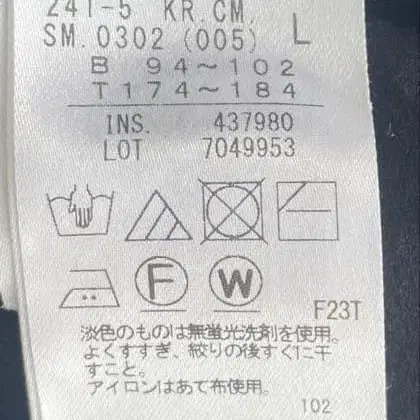 241-5 KR.CM.
SM.0302 (005) L
B 94～102
T 174～184
INS. 437980
LOT 7049953
F W
F23T
淡色のものは無蛍光洗剤を使用。
よくすすぎ、絞りの後すぐに干
すこと。
アイロンはあて布使用。
102